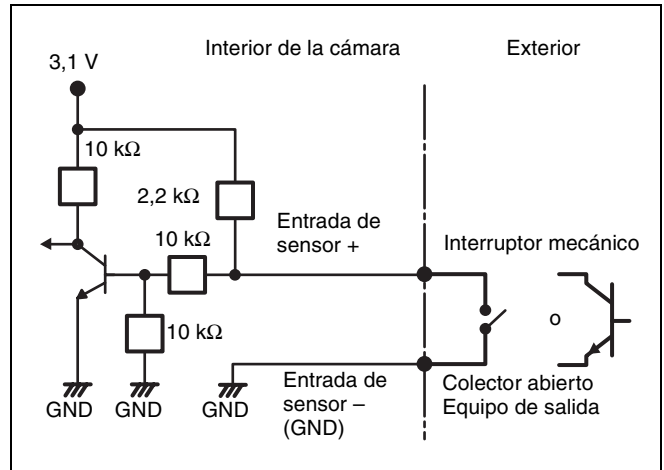 Interior de la cámara
Exterior
3,1 V
10 kΩ
2,2 kΩ
10 kΩ
Entrada de
sensor +
Interruptor mecánico
o
10 kΩ
GND
GND
GND
Entrada de
sensor –
(GND)
Colector abierto
Equipo de salida